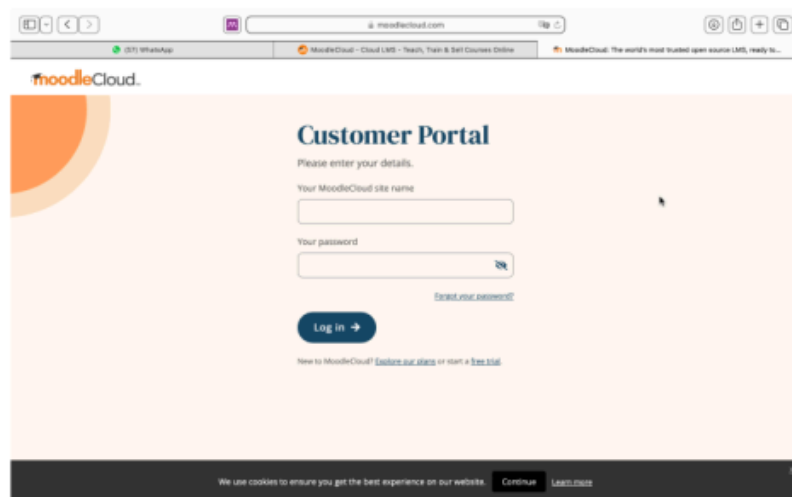 moodlecloud.com
(57) WhatsApp
MoodleCloud - Cloud LMS - Teach, Train & Sell Courses Online
MoodleCloud: The world's most trusted open source LMS, ready to...
moodleCloud
Customer Portal
Please enter your details.
Your MoodleCloud site name
Your password
Forgot your password?
Log in →
New to MoodleCloud? Explore our plans or start a free trial.
We use cookies to ensure you get the best experience on our website. Continue Learn more